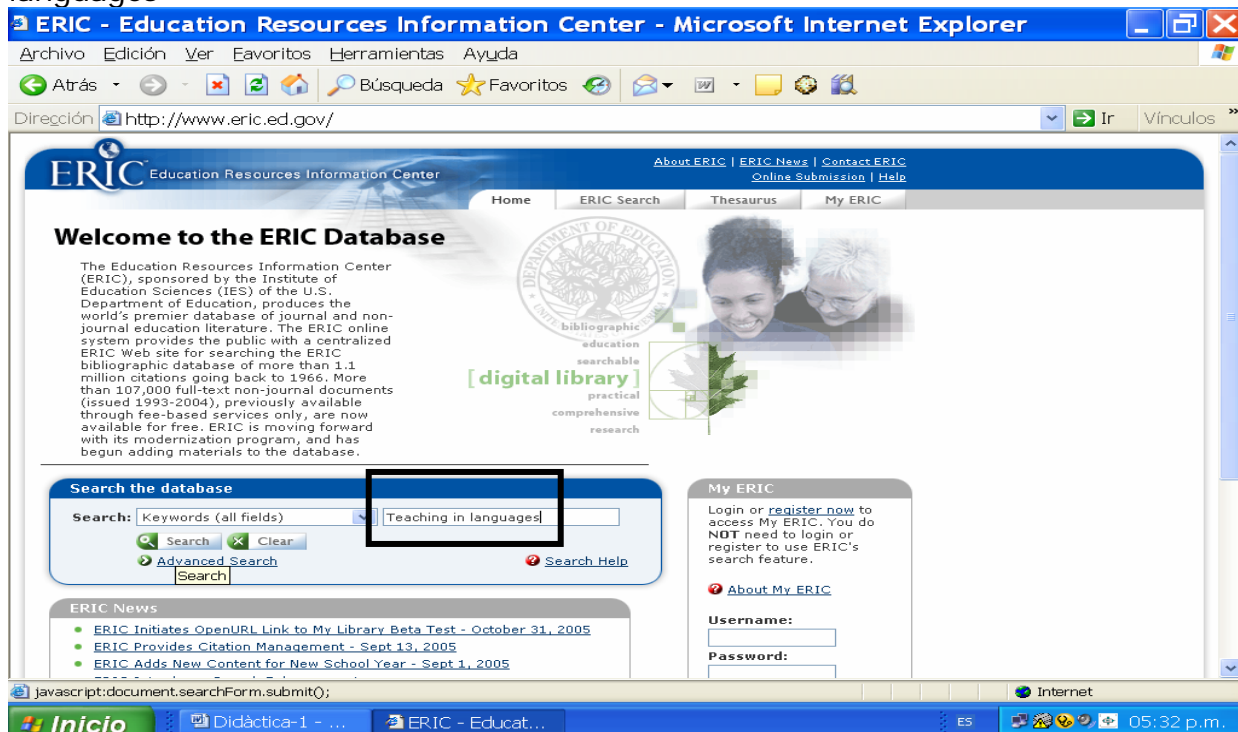 languages
ERIC - Education Resources Information Center - Microsoft Internet Explorer
Archivo Edición Ver Favoritos Herramientas Ayuda
Atrás Búsqueda Favoritos
Dirección http://www.eric.ed.gov/ Ir Vínculos »
ERIC Education Resources Information Center
About ERIC | ERIC News | Contact ERIC
Online Submission | Help
Home ERIC Search Thesaurus My ERIC
Welcome to the ERIC Database
The Education Resources Information Center
(ERIC), sponsored by the Institute of
Education Sciences (IES) of the U.S.
Department of Education, produces the
world's premier database of journal and non-
journal education literature. The ERIC online
system provides the public with a centralized
ERIC Web site for searching the ERIC
bibliographic database of more than 1.1
million citations going back to 1966. More
than 107,000 full-text non-journal documents
(issued 1993-2004), previously available
through fee-based services only, are now
available for free. ERIC is moving forward
with its modernization program, and has
begun adding materials to the database.
bibliographic
education
searchable
[digital library]
practical
comprehensive
research
Search the database
Search: Keywords (all fields) Teaching in languages
Search Clear
Advanced Search Search Help
Search
My ERIC
Login or register now to
access My ERIC. You do
NOT need to login or
register to use ERIC's
search feature.
About My ERIC
Username:
Password:
ERIC News
ERIC Initiates OpenURL Link to My Library Beta Test - October 31, 2005
ERIC Provides Citation Management - Sept 13, 2005
ERIC Adds New Content for New School Year - Sept 1, 2005
javascript:document.searchForm.submit(); Internet
Inicio Didàctica-1 - ... ERIC - Educat... ES 05:32 p.m.